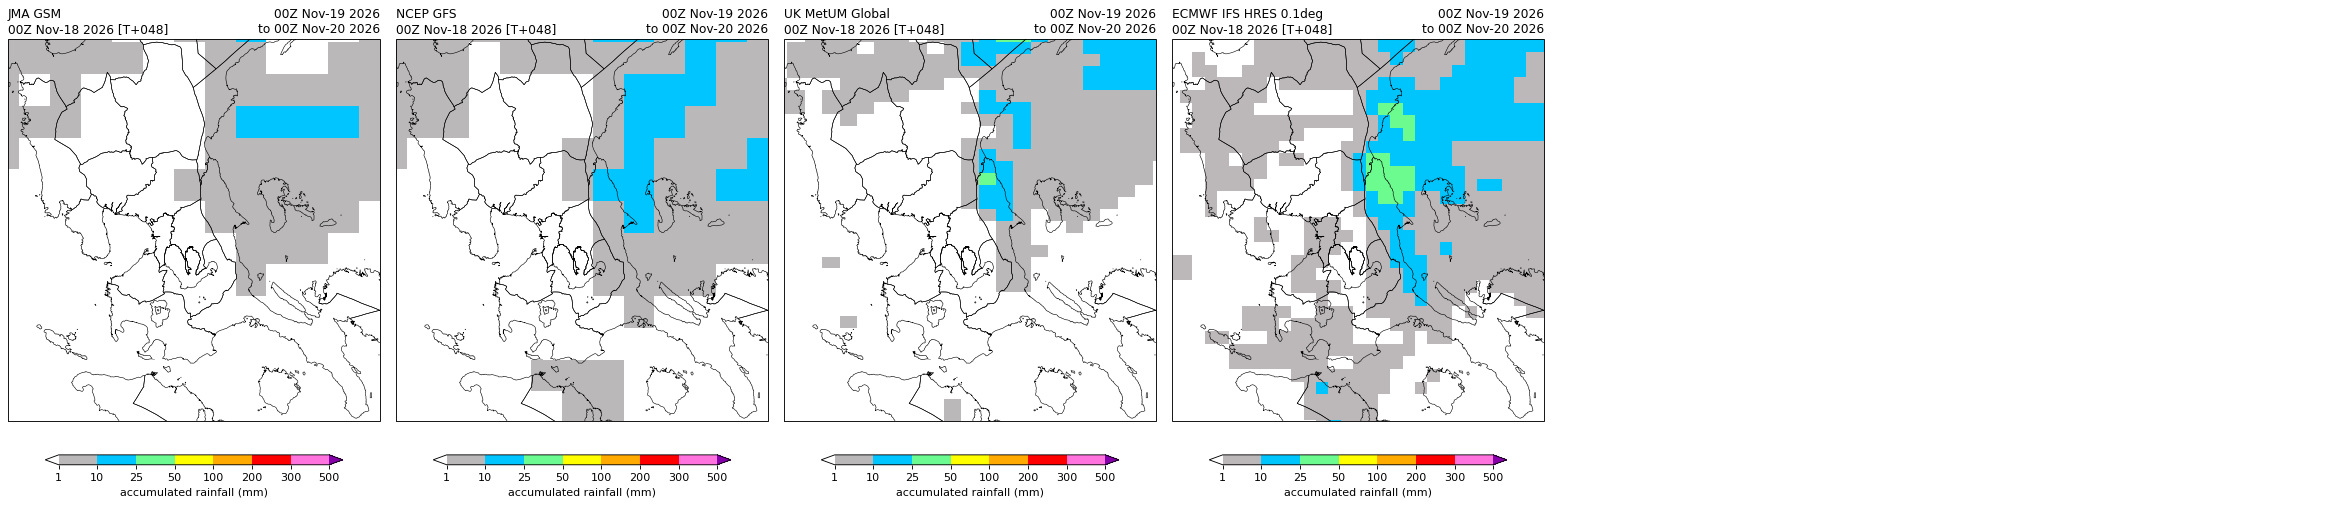 JMA GSM
00Z Nov-19 2026
00Z Nov-18 2026 [T+048]
to 00Z Nov-20 2026
NCEP GFS
00Z Nov-19 2026
00Z Nov-18 2026 [T+048]
to 00Z Nov-20 2026
UK MetUM Global
00Z Nov-19 2026
00Z Nov-18 2026 [T+048]
to 00Z Nov-20 2026
ECMWF IFS HRES 0.1deg
00Z Nov-19 2026
00Z Nov-18 2026 [T+048]
to 00Z Nov-20 2026
1 10 25 50 100 200 300 500
accumulated rainfall (mm)
1 10 25 50 100 200 300 500
accumulated rainfall (mm)
1 10 25 50 100 200 300 500
accumulated rainfall (mm)
1 10 25 50 100 200 300 500
accumulated rainfall (mm)